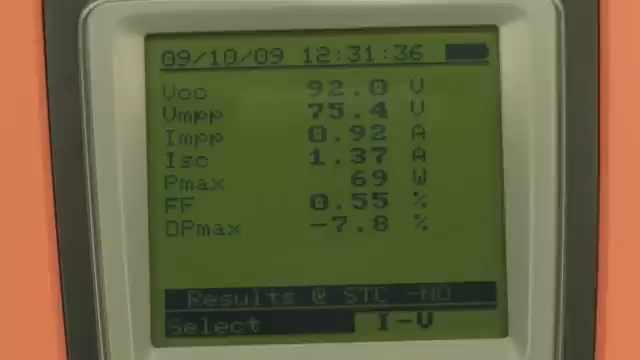 09/10/09 12:31:36
Voc 92.0 V
Vmpp 75.4 V
Impp 0.92 A
Isc 1.37 A
Pmax 69 W
FF 0.55 %
DPmax -7.8 %
Results @ STC -NO
Select I-V